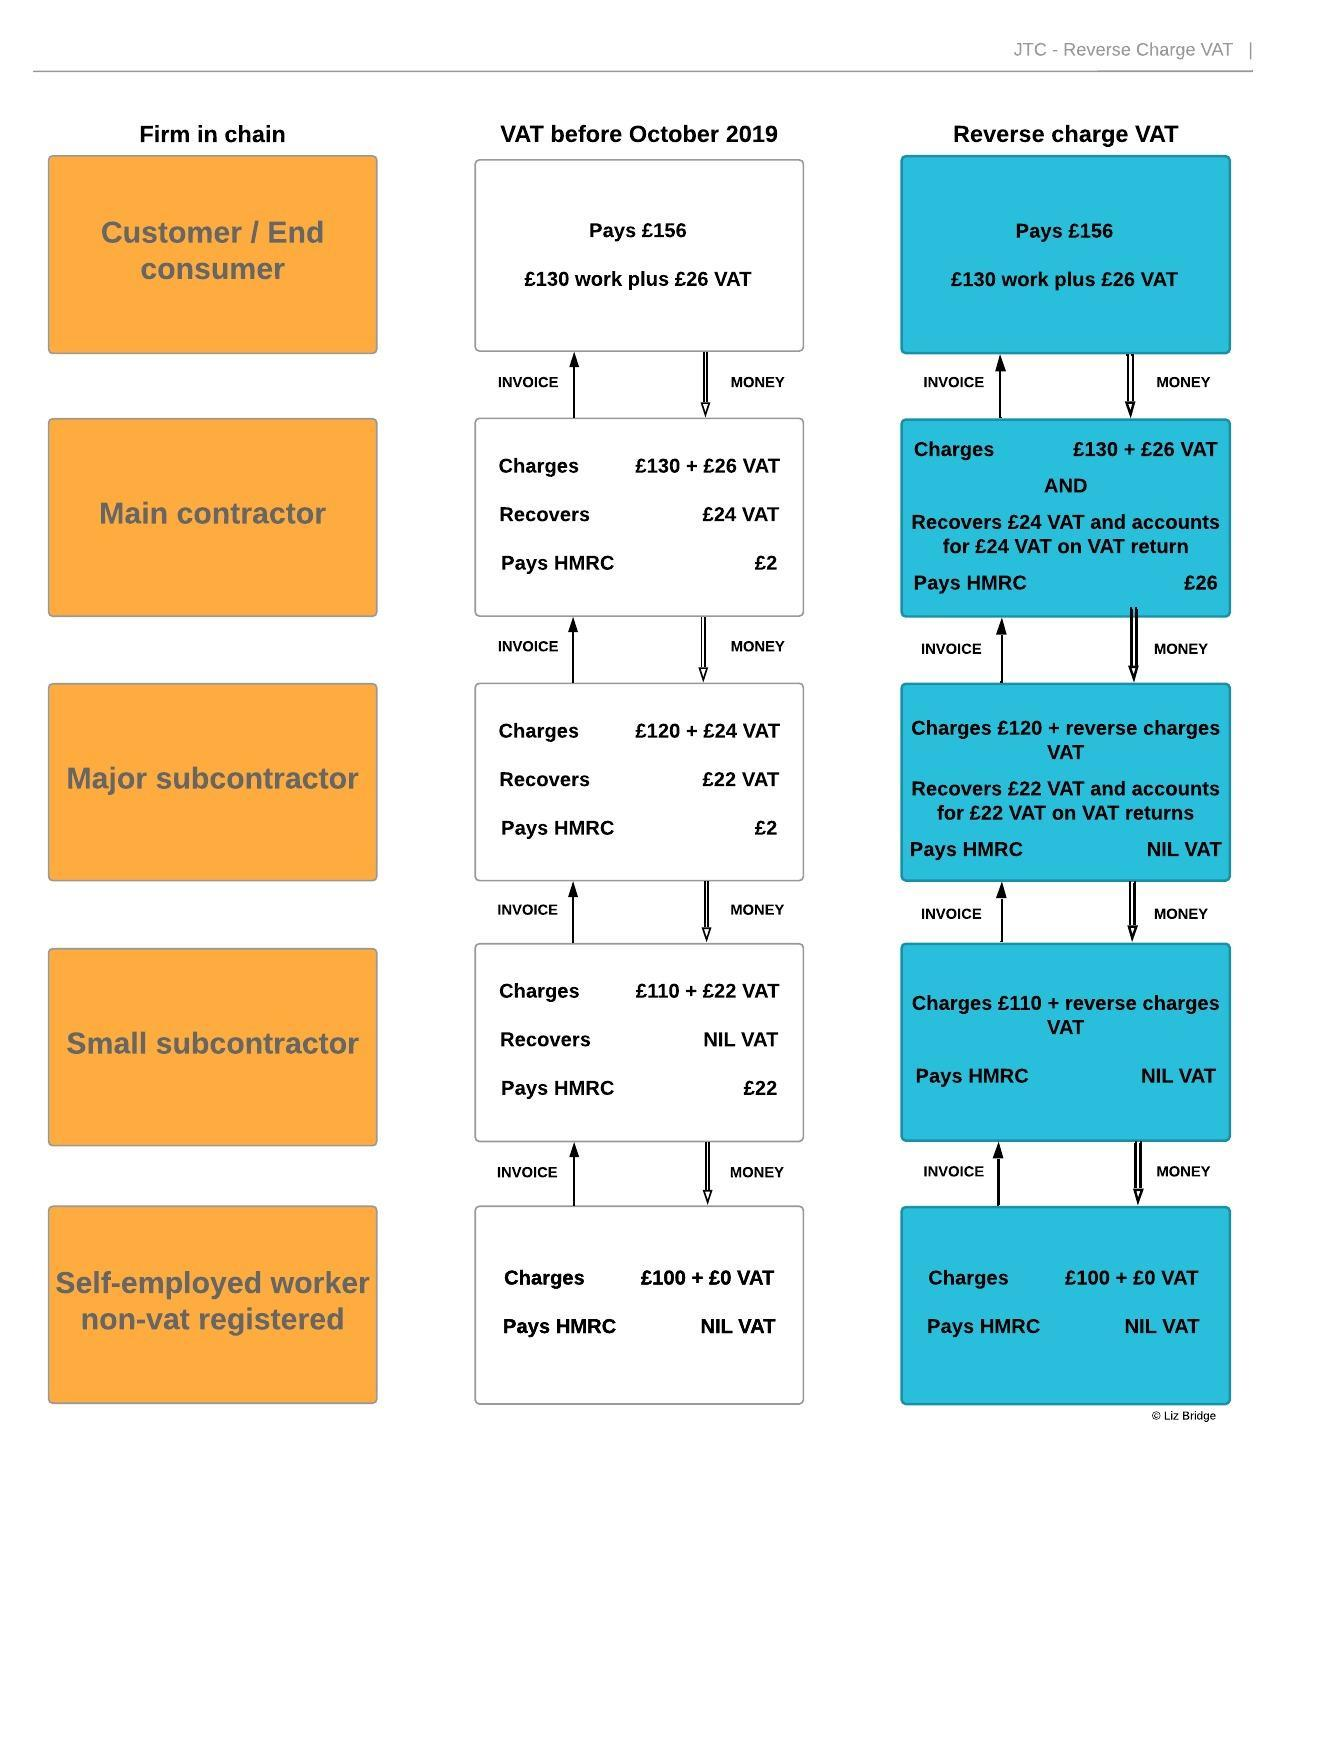 JTC - Reverse Charge VAT |
Firm in chain
VAT before October 2019
Reverse charge VAT
Customer / End
consumer
Pays £156
£130 work plus £26 VAT
Pays £156
£130 work plus £26 VAT
INVOICE
MONEY
INVOICE
MONEY
Main contractor
Charges £130 + £26 VAT
Recovers £24 VAT
Pays HMRC £2
Charges £130 + £26 VAT
AND
Recovers £24 VAT and accounts
for £24 VAT on VAT return
Pays HMRC £26
INVOICE
MONEY
INVOICE
MONEY
Major subcontractor
Charges £120 + £24 VAT
Recovers £22 VAT
Pays HMRC £2
Charges £120 + reverse charges
VAT
Recovers £22 VAT and accounts
for £22 VAT on VAT returns
Pays HMRC NIL VAT
INVOICE
MONEY
INVOICE
MONEY
Small subcontractor
Charges £110 + £22 VAT
Recovers NIL VAT
Pays HMRC £22
Charges £110 + reverse charges
VAT
Pays HMRC NIL VAT
INVOICE
MONEY
INVOICE
MONEY
Self-employed worker
non-vat registered
Charges £100 + £0 VAT
Pays HMRC NIL VAT
Charges £100 + £0 VAT
Pays HMRC NIL VAT
© Liz Bridge